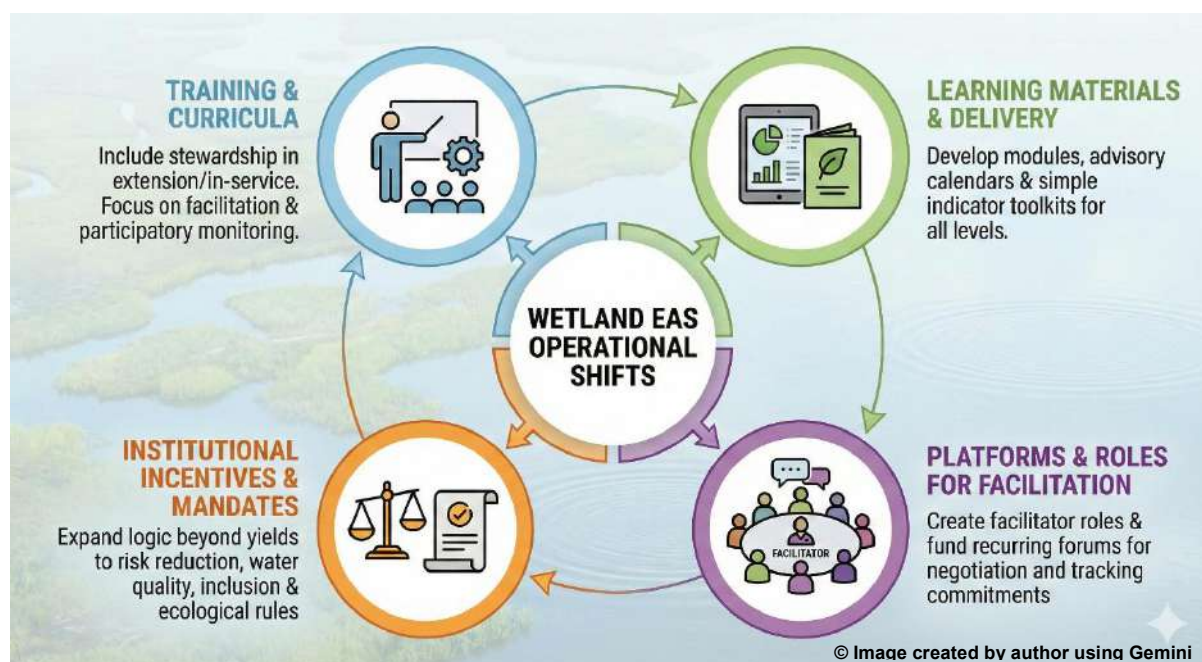 TRAINING &
CURRICULA
Include stewardship in
extension/in-service.
Focus on facilitation &
participatory monitoring.
LEARNING MATERIALS
& DELIVERY
Develop modules, advisory
calendars & simple
indicator toolkits for
all levels.
WETLAND EAS
OPERATIONAL
SHIFTS
INSTITUTIONAL
INCENTIVES &
MANDATES
Expand logic beyond yields
to risk reduction, water
quality, inclusion &
ecological rules
FACILITATOR
PLATFORMS & ROLES
FOR FACILITATION
Create facilitator roles &
fund recurring forums for
negotiation and tracking
commitments
© Image created by author using Gemini